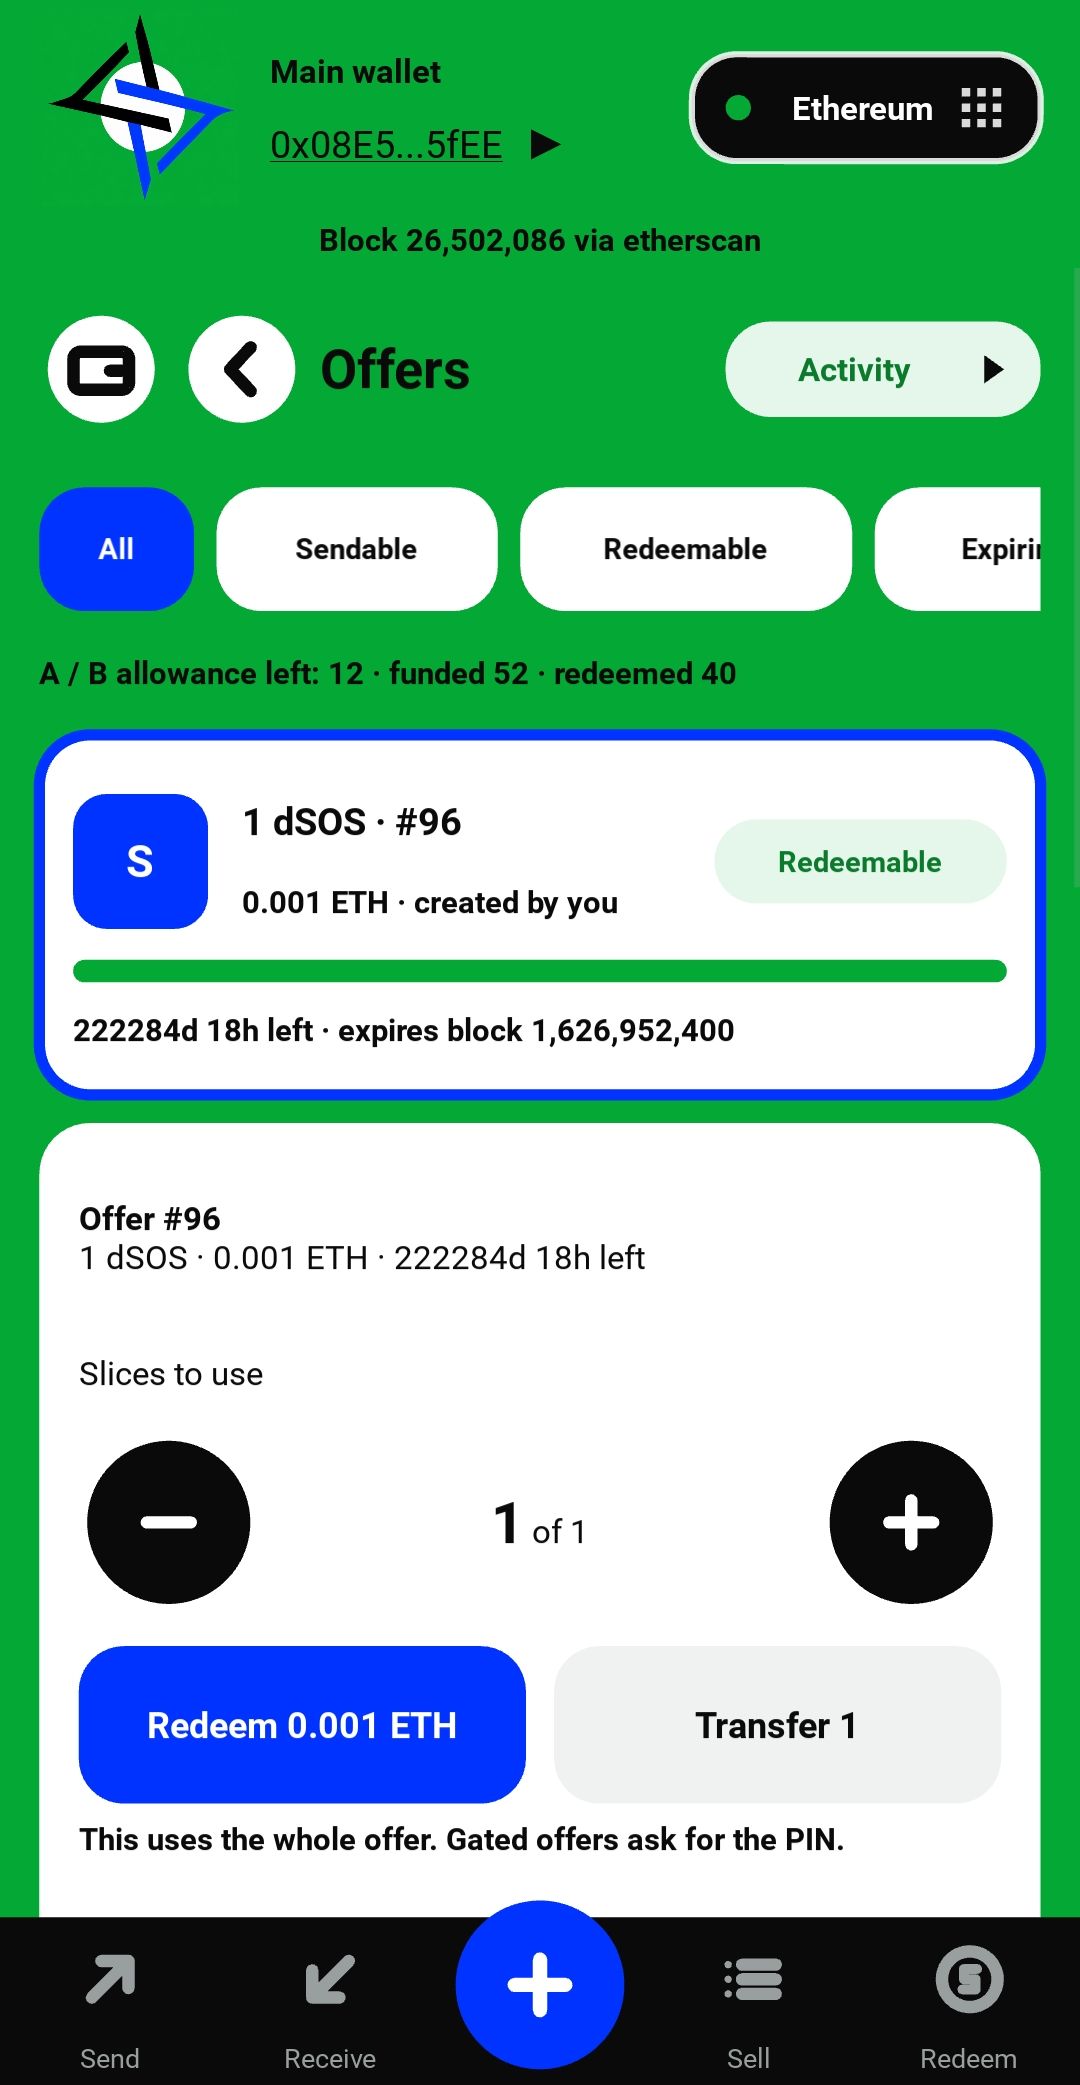 Main wallet
0x08E5...5fEE
Ethereum
Block 26,502,086 via etherscan
Offers
Activity
All
Sendable
Redeemable
Expirin
A / B allowance left: 12 · funded 52 · redeemed 40
S
1 dSOS · #96
0.001 ETH · created by you
Redeemable
222284d 18h left · expires block 1,626,952,400
Offer #96
1 dSOS · 0.001 ETH · 222284d 18h left
Slices to use
1 of 1
Redeem 0.001 ETH
Transfer 1
This uses the whole offer. Gated offers ask for the PIN.
Send
Receive
Sell
S
Redeem